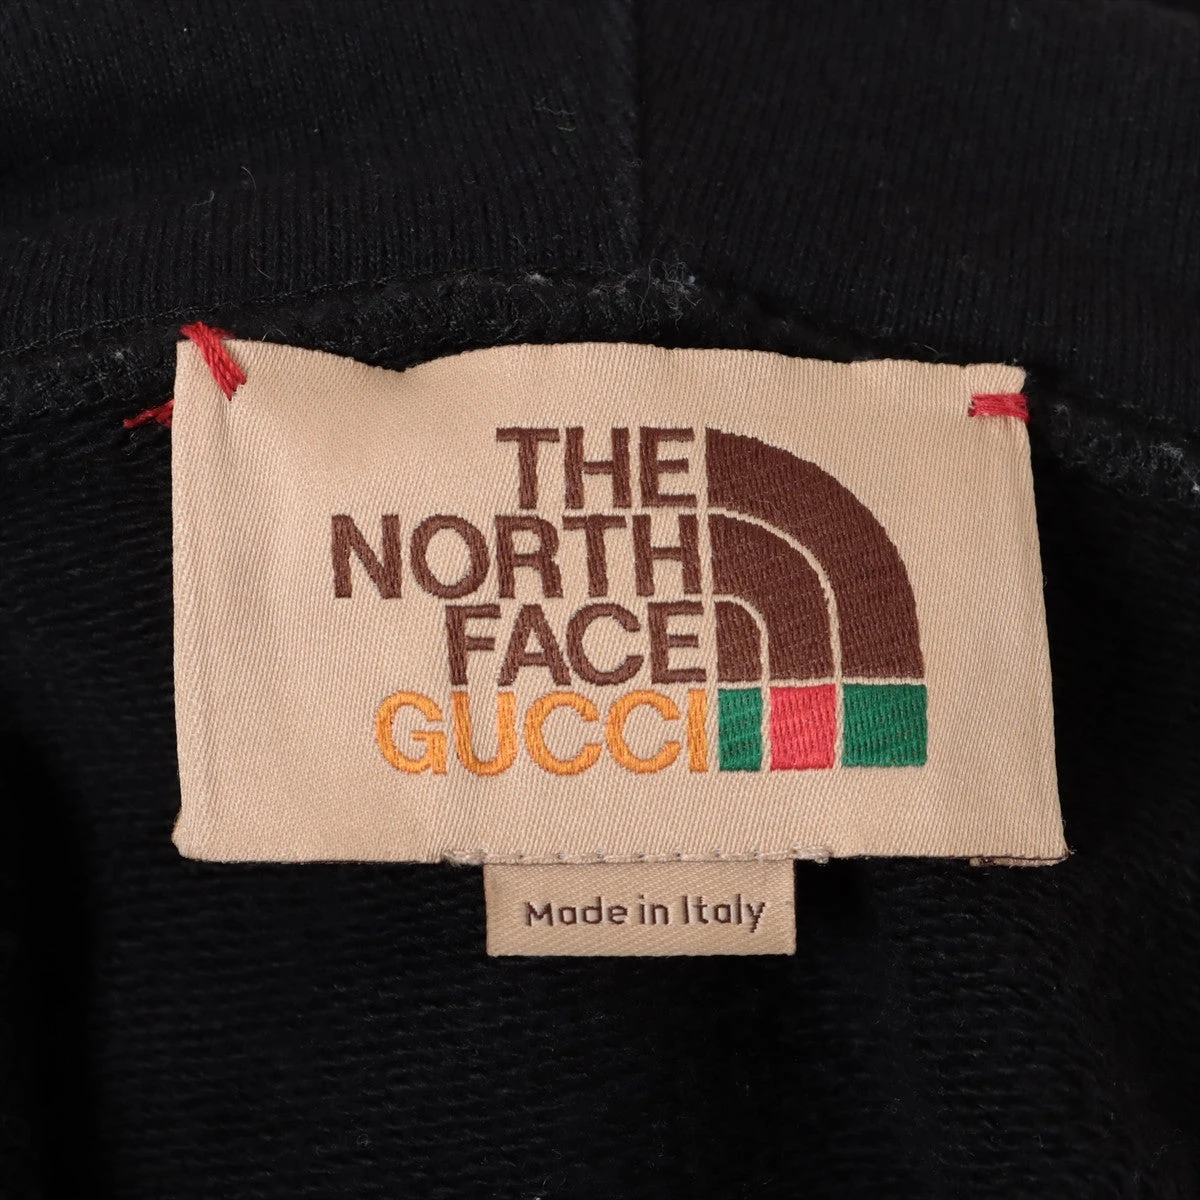 THE
NORTH
FACE
GUCCI
Made in Italy